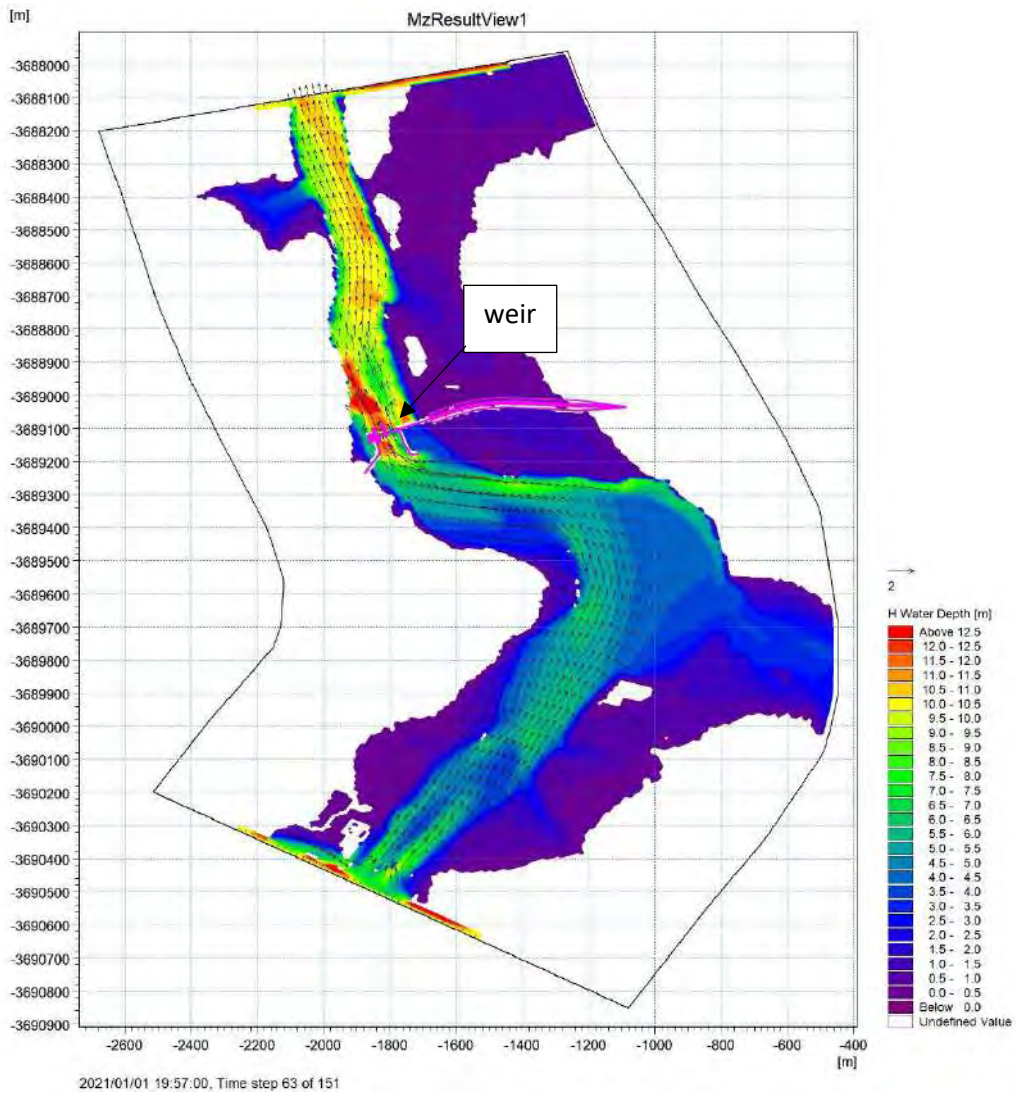 [m]
MzResultView1
-3688000
-3688100
-3688200
-3688300
-3688400
-3688500
-3688600
-3688700
-3688800
-3688900
-3689000
-3689100
-3689200
-3689300
-3689400
-3689500
-3689600
-3689700
-3689800
-3689900
-3690000
-3690100
-3690200
-3690300
-3690400
-3690500
-3690600
-3690700
-3690800
-3690900
weir
2
H Water Depth [m]
Above 12.5
12.0 - 12.5
11.5 - 12.0
11.0 - 11.5
10.5 - 11.0
10.0 - 10.5
9.5 - 10.0
9.0 - 9.5
8.5 - 9.0
8.0 - 8.5
7.5 - 8.0
7.0 - 7.5
6.5 - 7.0
6.0 - 6.5
5.5 - 6.0
5.0 - 5.5
4.5 - 5.0
4.0 - 4.5
3.5 - 4.0
3.0 - 3.5
2.5 - 3.0
2.0 - 2.5
1.5 - 2.0
1.0 - 1.5
0.5 - 1.0
0.0 - 0.5
Below 0.0
Undefined Value
-2600 -2400 -2200 -2000 -1800 -1600 -1400 -1200 -1000 -800 -600 -400
[m]
2021/01/01 19:57:00, Time step 63 of 151